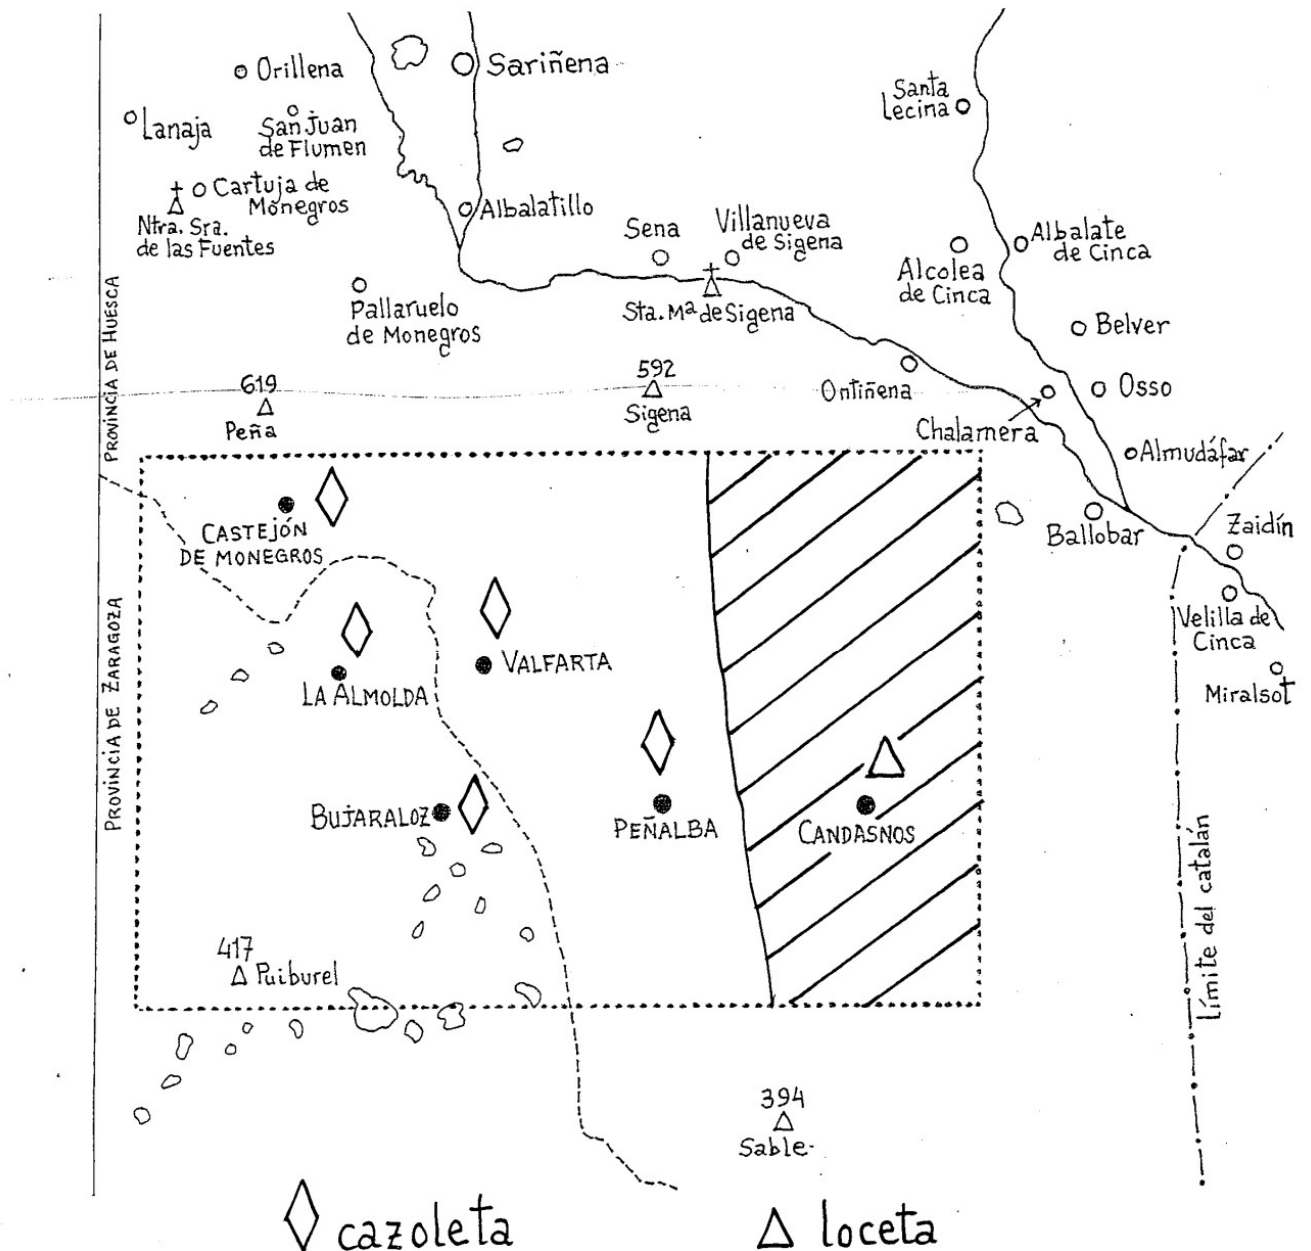 Orillena
Sariñena
Lanaja
San Juan
de Flumen
Santa
Lecina
Cartuja de
Monegros
Ntra. Sra.
de las Fuentes
Albalatillo
Sena
Villanueva
de Sigena
Albalate
de Cinca
Alcolea
de Cinca
Pallaruelo
de Monegros
Sta. Mª de Sigena
Belver
619
Peña
592
Sigena
Ontiñena
Osso
Chalamera
Almudáfar
PROVINCIA DE HUESCA
CASTEJÓN
DE MONEGROS
Ballobar
Zaidín
Velilla de
Cinca
Miralsot
PROVINCIA DE ZARAGOZA
LA ALMOLDA
VALFARTA
BUJARALOZ
PEÑALBA
CANDASNOS
Límite del catalán
417
Puiburel
394
Sable
cazoleta
loceta